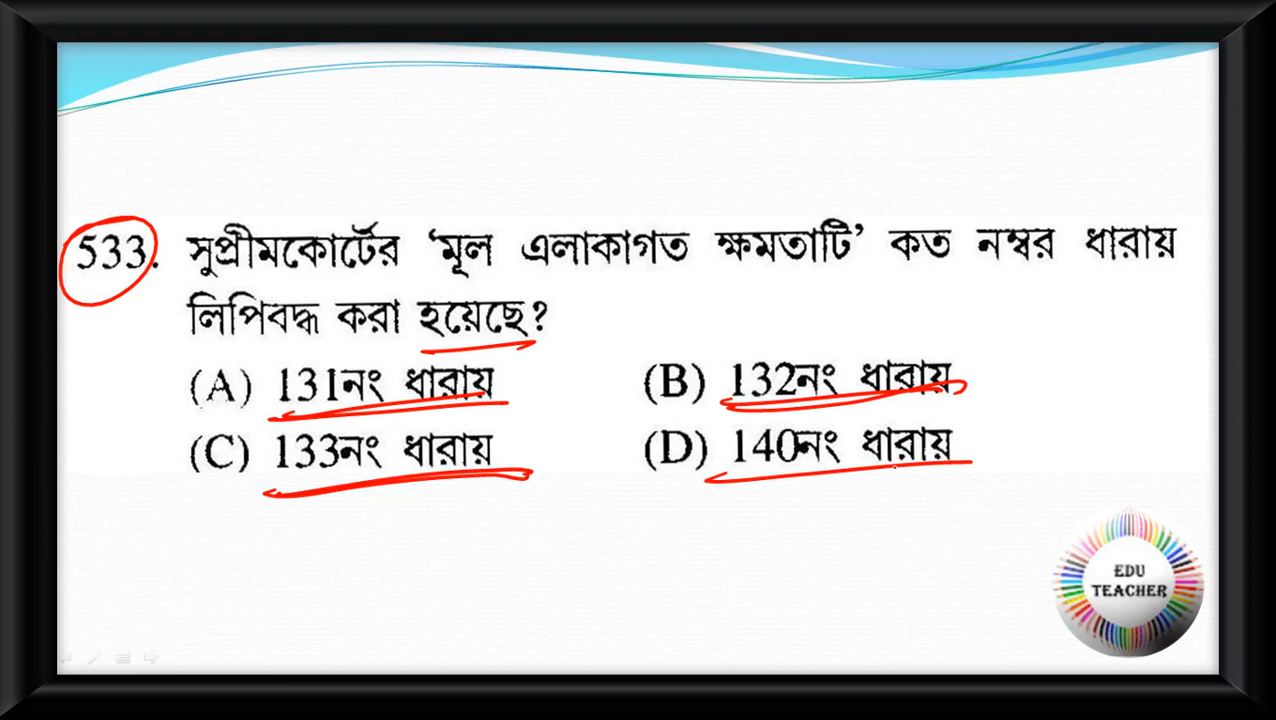 533. সুপ্রীমকোর্টের ‘মূল এলাকাগত ক্ষমতাটি’ কত নম্বর ধারায়
লিপিবদ্ধ করা হয়েছে?
(A) 131নং ধারায় (B) 132নং ধারায়
(C) 133নং ধারায় (D) 140নং ধারায়
EDU
TEACHER